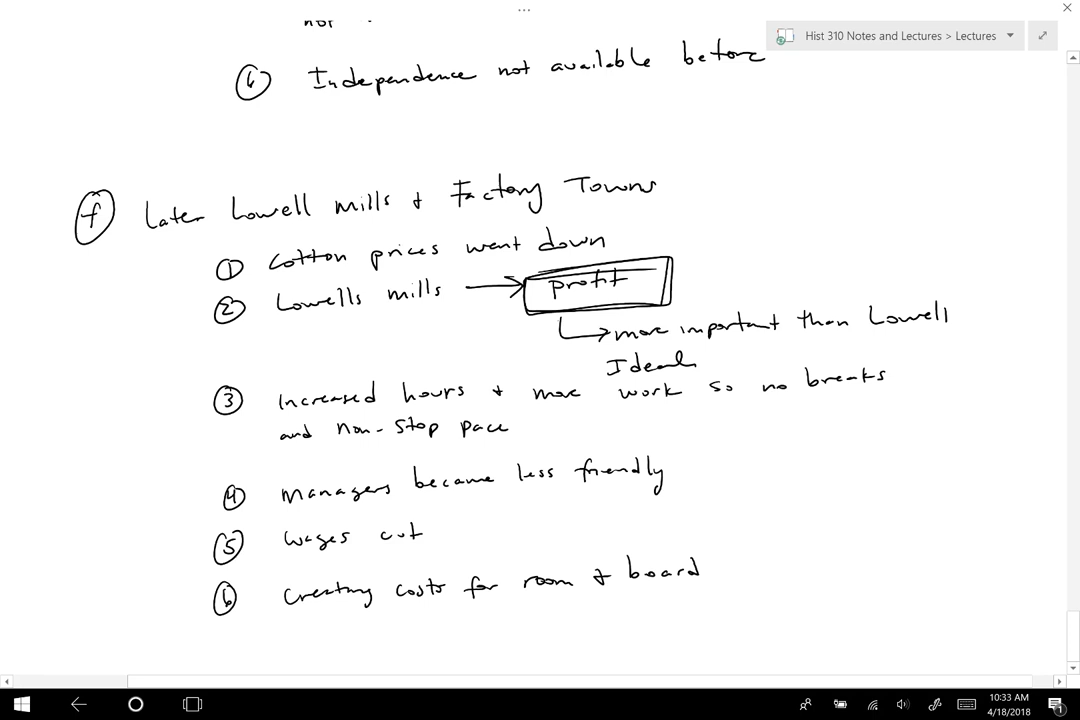 ...
Hist 310 Notes and Lectures > Lectures
not
⑥ Independence not available before
ⓕ Later Lowell Mills + Factory Towns
① Cotton prices went down
② Lowells mills → profit
↳ more important than Lowell
Ideals
③ Increased hours + more work so no breaks
and non-stop pace
④ Managers became less friendly
⑤ Wages cut
⑥ Creating costs for room + board
10:33 AM
4/18/2018
1